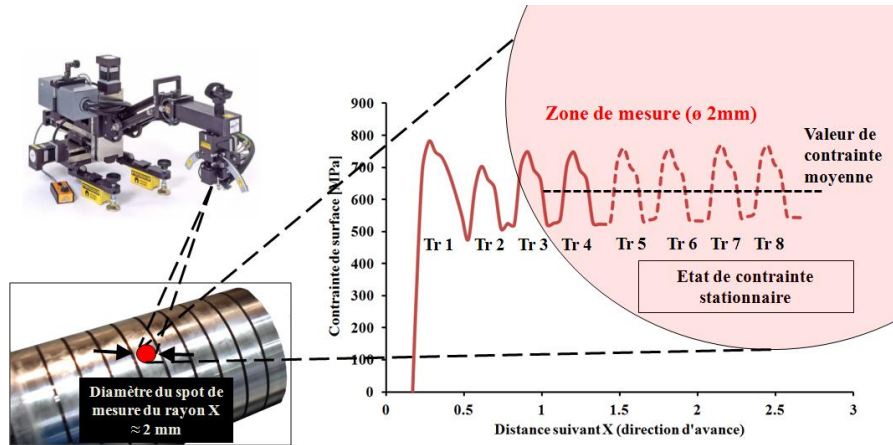 Zone de mesure (ø 2mm)
Valeur de
contrainte
moyenne
Contrainte de surface [MPa]
900
800
700
600
500
400
300
200
100
0
Tr 1
Tr 2
Tr 3
Tr 4
Tr 5
Tr 6
Tr 7
Tr 8
Etat de contrainte
stationnaire
0
0.5
1
1.5
2
2.5
3
Distance suivant X (direction d'avance)
Diamètre du spot de
mesure du rayon X
≈ 2 mm